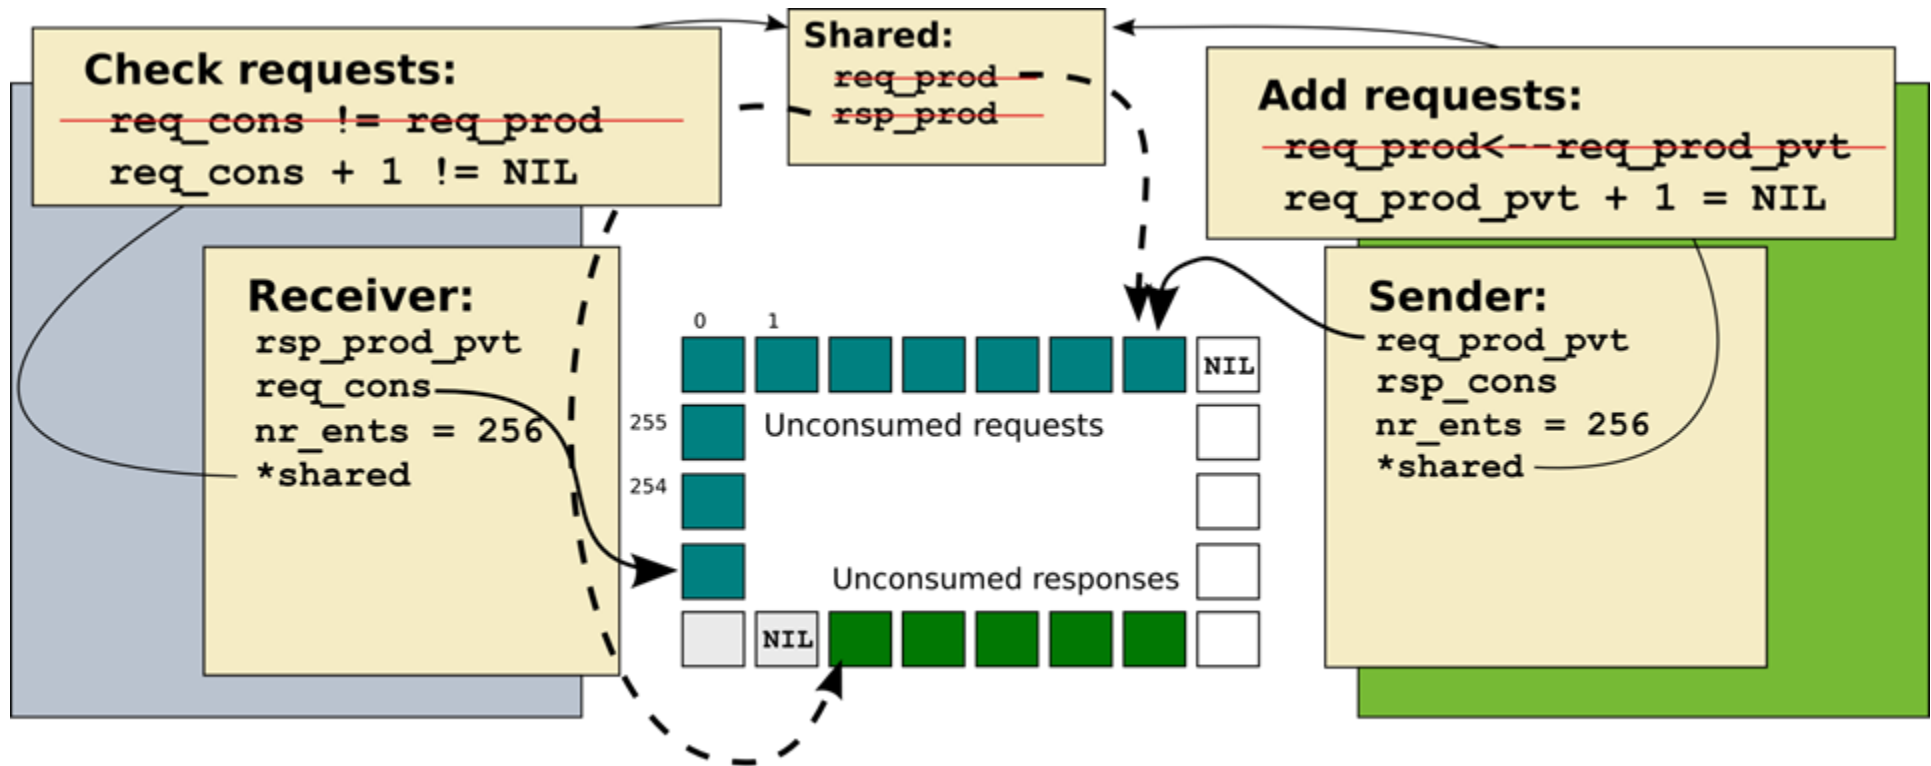 Check requests:
req_cons != req_prod
req_cons + 1 != NIL
Shared:
req_prod
rsp_prod
Add requests:
req_prod<--req_prod_pvt
req_prod_pvt + 1 = NIL
Receiver:
rsp_prod_pvt
req_cons
nr_ents = 256
*shared
0 1
NIL
255
Unconsumed requests
254
Unconsumed responses
NIL
Sender:
req_prod_pvt
rsp_cons
nr_ents = 256
*shared